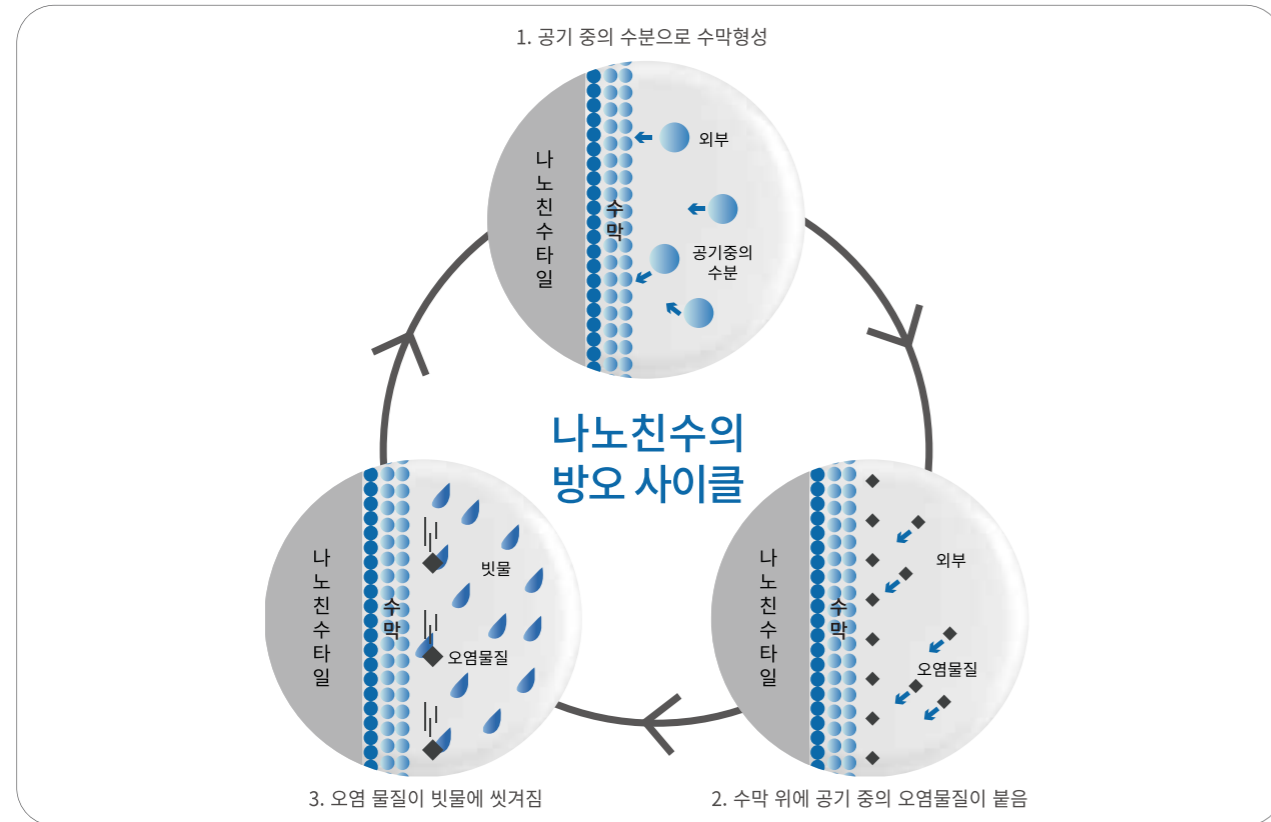 1. 공기 중의 수분으로 수막형성
나노친수타일
수막
외부
공기중의
수분
나노친수의
방오 사이클
나노친수타일
수막
빗물
오염물질
나노친수타일
수막
외부
오염물질
3. 오염 물질이 빗물에 씻겨짐
2. 수막 위에 공기 중의 오염물질이 붙음